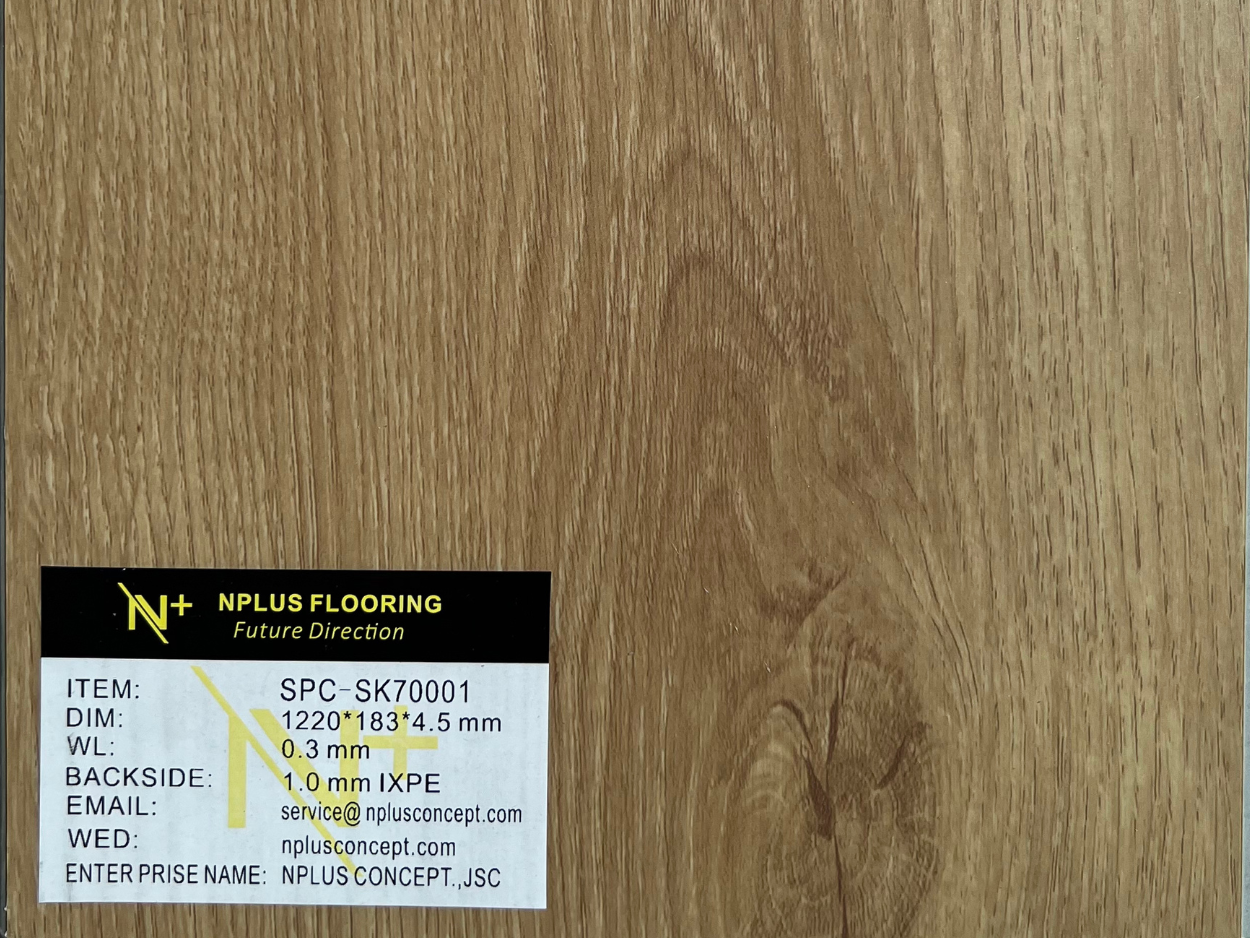 N+ NPLUS FLOORING
Future Direction
ITEM: SPC-SK70001
DIM: 1220*183*4.5 mm
WL: 0.3 mm
BACKSIDE: 1.0 mm IXPE
EMAIL: service@nplusconcept.com
WED: nplusconcept.com
ENTER PRISE NAME: NPLUS CONCEPT.,JSC